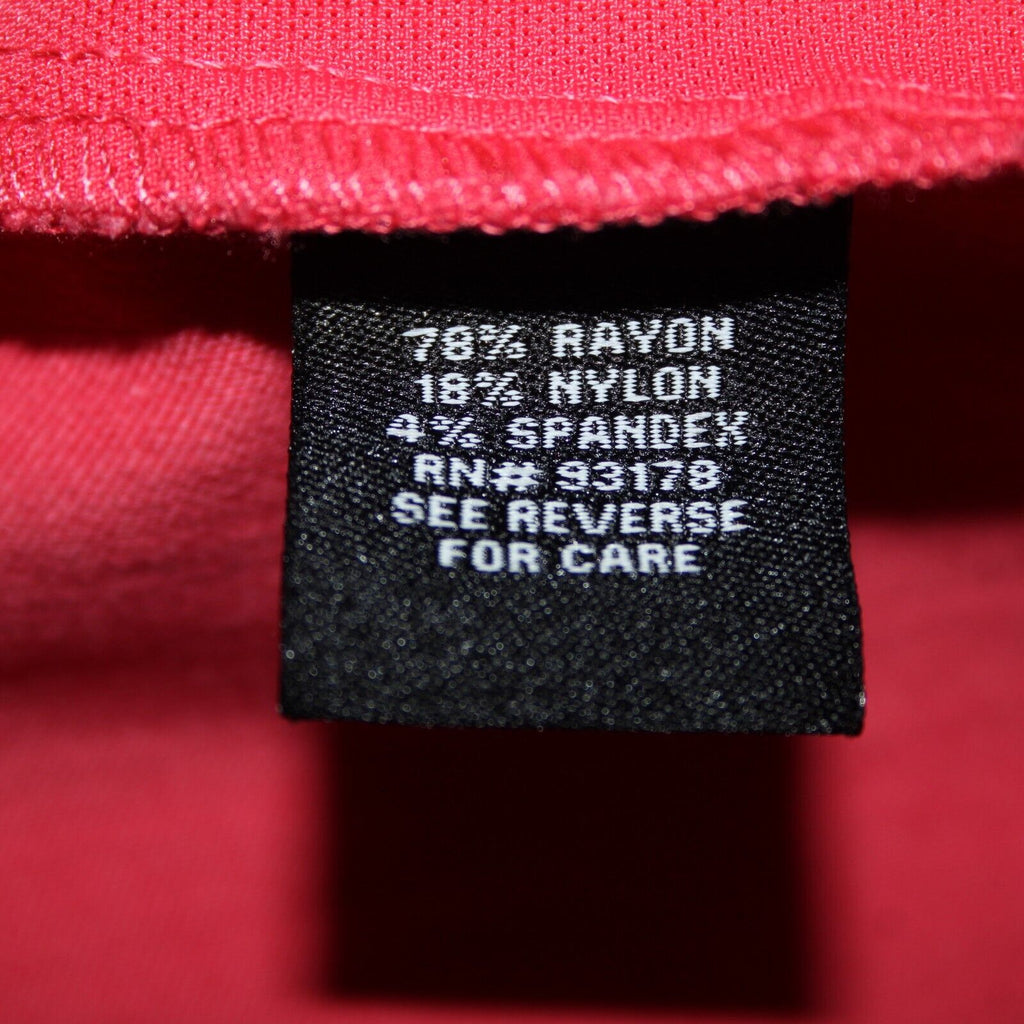 78% RAYON
18% NYLON
4% SPANDEX
RN# 93178
SEE REVERSE
FOR CARE